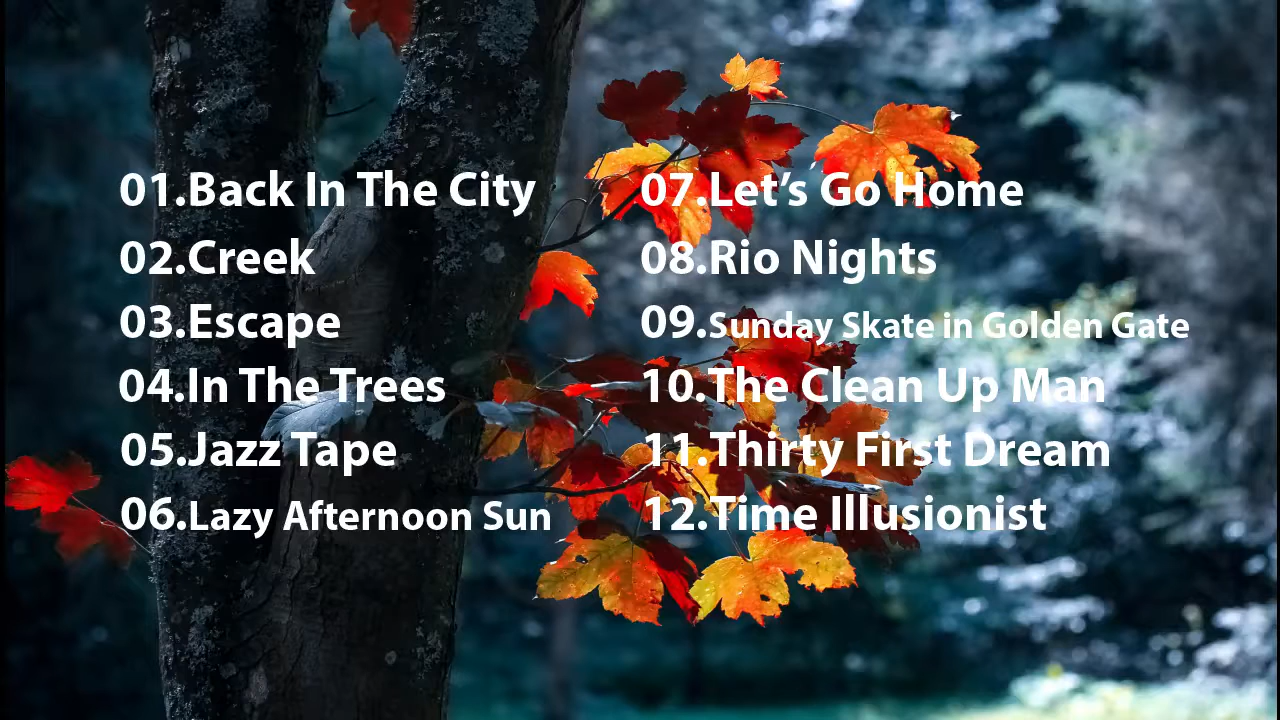 01.Back In The City
02.Creek
03.Escape
04.In The Trees
05.Jazz Tape
06.Lazy Afternoon Sun
07.Let’s Go Home
08.Rio Nights
09.Sunday Skate in Golden Gate
10.The Clean Up Man
11.Thirty First Dream
12.Time Illusionist